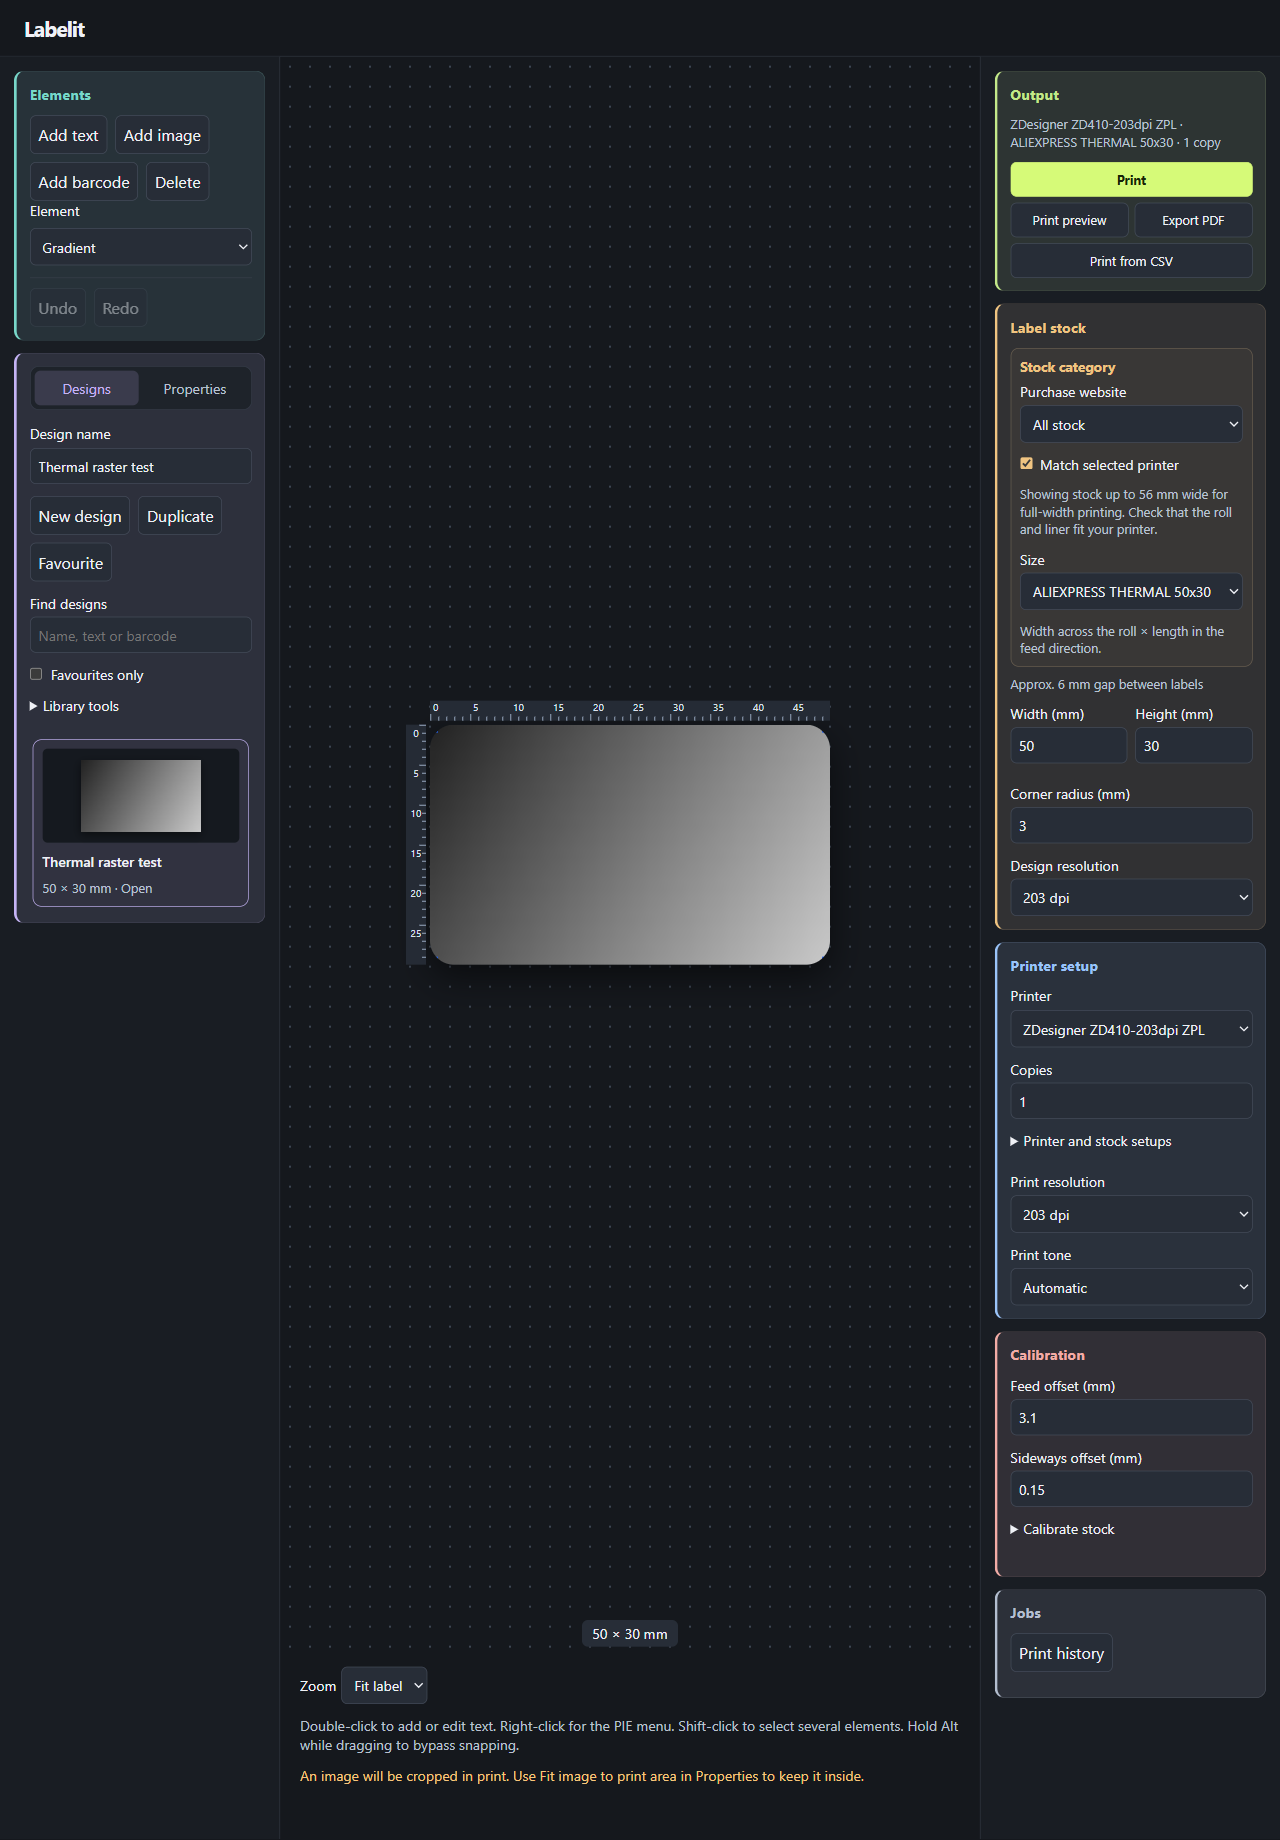 Labelit
Elements
Add text
Add image
Add barcode
Delete
Element
Gradient
Undo
Redo
Designs
Properties
Design name
Thermal raster test
New design
Duplicate
Favourite
Find designs
Name, text or barcode
Favourites only
Library tools
Thermal raster test
50 × 30 mm · Open
0 5 10 15 20 25 30 35 40 45
0
5
10
15
20
25
50 × 30 mm
Zoom
Fit label
Double-click to add or edit text. Right-click for the PIE menu. Shift-click to select several elements. Hold Alt
while dragging to bypass snapping.
An image will be cropped in print. Use Fit image to print area in Properties to keep it inside.
Output
ZDesigner ZD410-203dpi ZPL ·
ALIEXPRESS THERMAL 50x30 · 1 copy
Print
Print preview
Export PDF
Print from CSV
Label stock
Stock category
Purchase website
All stock
Match selected printer
Showing stock up to 56 mm wide for
full-width printing. Check that the roll
and liner fit your printer.
Size
ALIEXPRESS THERMAL 50x30
Width across the roll × length in the
feed direction.
Approx. 6 mm gap between labels
Width (mm)
Height (mm)
50
30
Corner radius (mm)
3
Design resolution
203 dpi
Printer setup
Printer
ZDesigner ZD410-203dpi ZPL
Copies
1
Printer and stock setups
Print resolution
203 dpi
Print tone
Automatic
Calibration
Feed offset (mm)
3.1
Sideways offset (mm)
0.15
Calibrate stock
Jobs
Print history